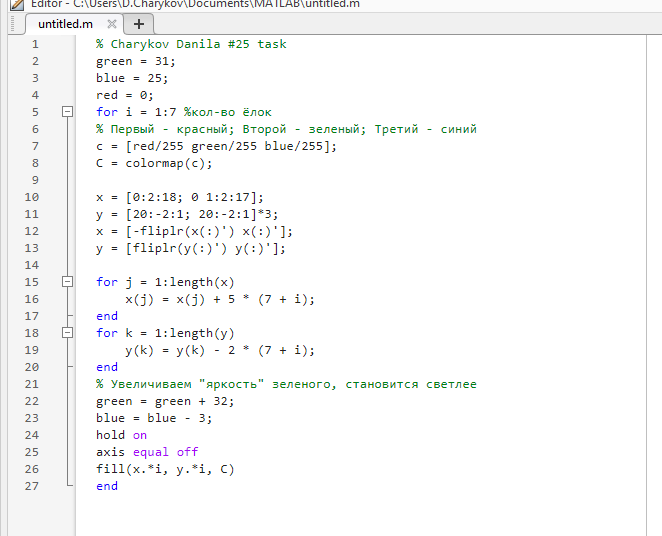 Editor - C:\Users\D.Charykov\Documents\MATLAB\untitled.m
untitled.m
1 % Charykov Danila #25 task
2 green = 31;
3 blue = 25;
4 red = 0;
5 for i = 1:7 %кол-во ёлок
6 % Первый - красный; Второй - зеленый; Третий - синий
7 c = [red/255 green/255 blue/255];
8 C = colormap(c);
9
10 x = [0:2:18; 0 1:2:17];
11 y = [20:-2:1; 20:-2:1]*3;
12 x = [-fliplr(x(:)') x(:)'];
13 y = [fliplr(y(:)') y(:)'];
14
15 for j = 1:length(x)
16 x(j) = x(j) + 5 * (7 + i);
17 end
18 for k = 1:length(y)
19 y(k) = y(k) - 2 * (7 + i);
20 end
21 % Увеличиваем "яркость" зеленого, становится светлее
22 green = green + 32;
23 blue = blue - 3;
24 hold on
25 axis equal off
26 fill(x.*i, y.*i, C)
27 end